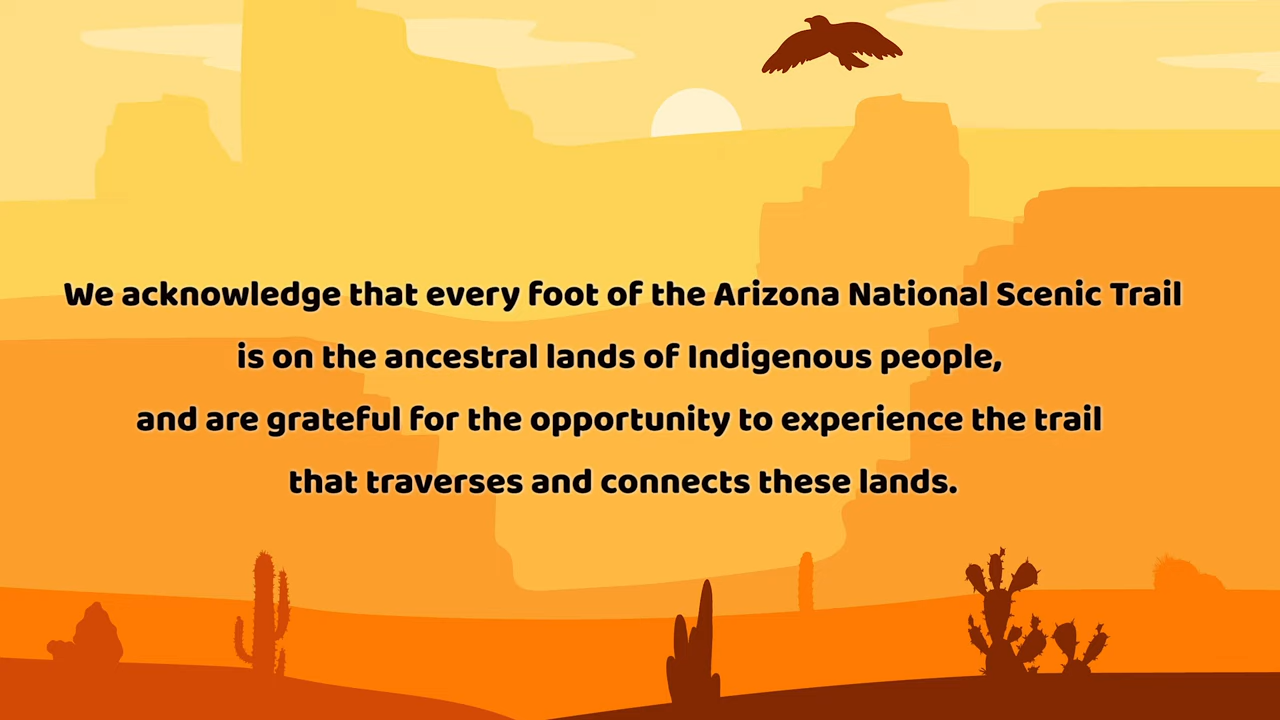 We acknowledge that every foot of the Arizona National Scenic Trail
is on the ancestral lands of Indigenous people,
and are grateful for the opportunity to experience the trail
that traverses and connects these lands.